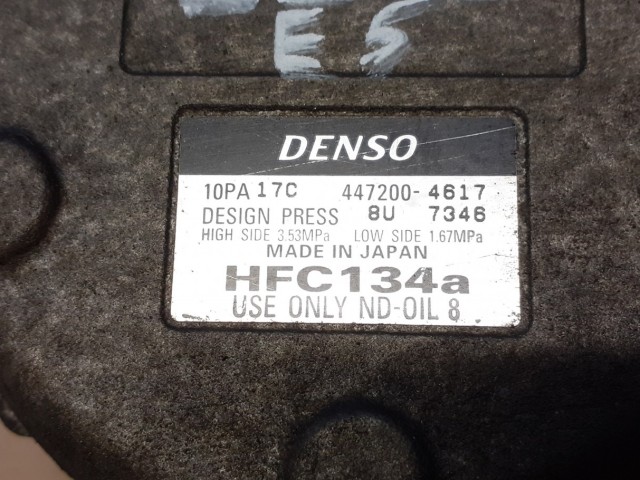 E5
DENSO
10PA 17C 447200-4617
DESIGN PRESS 8U 7346
HIGH SIDE 3.53MPa LOW SIDE 1.67MPa
MADE IN JAPAN
HFC134a
USE ONLY ND-OIL 8